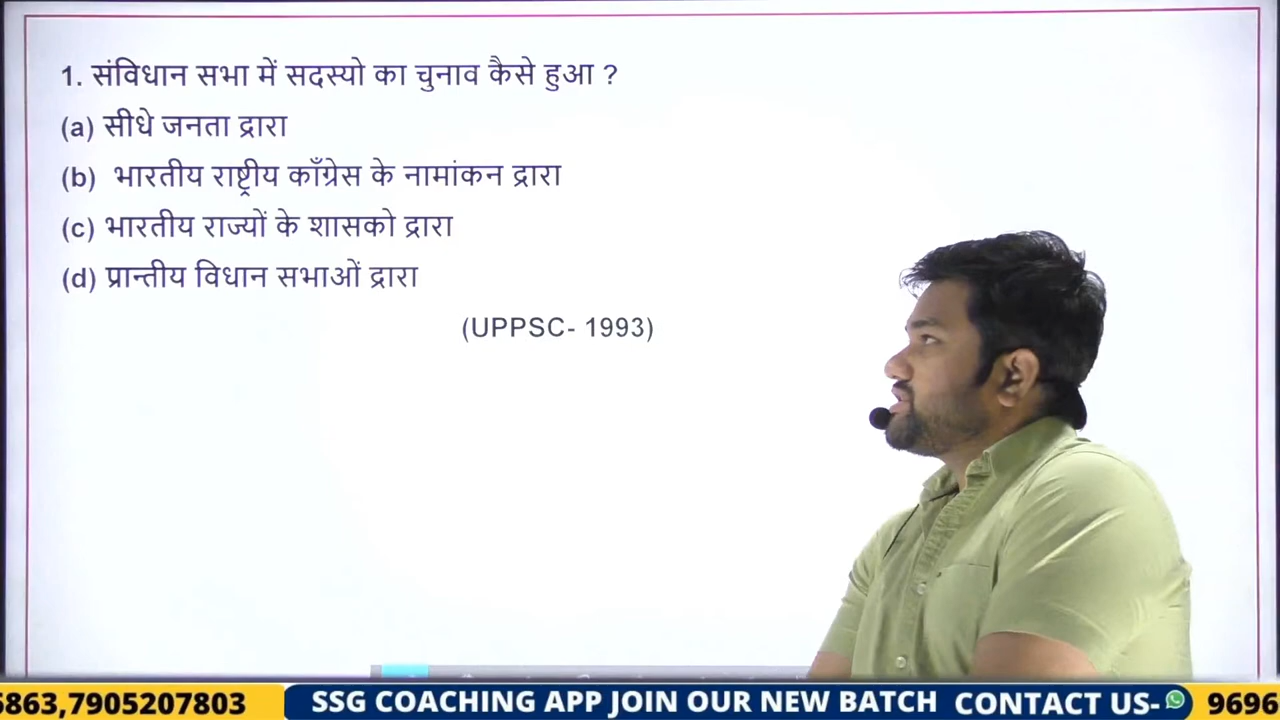 1. संविधान सभा में सदस्यो का चुनाव कैसे हुआ ?
(a) सीधे जनता द्रारा
(b) भारतीय राष्ट्रीय काँग्रेस के नामांकन द्रारा
(c) भारतीय राज्यों के शासको द्रारा
(d) प्रान्तीय विधान सभाओं द्रारा
(UPPSC- 1993)
5863,7905207803 SSG COACHING APP JOIN OUR NEW BATCH CONTACT US- 9696